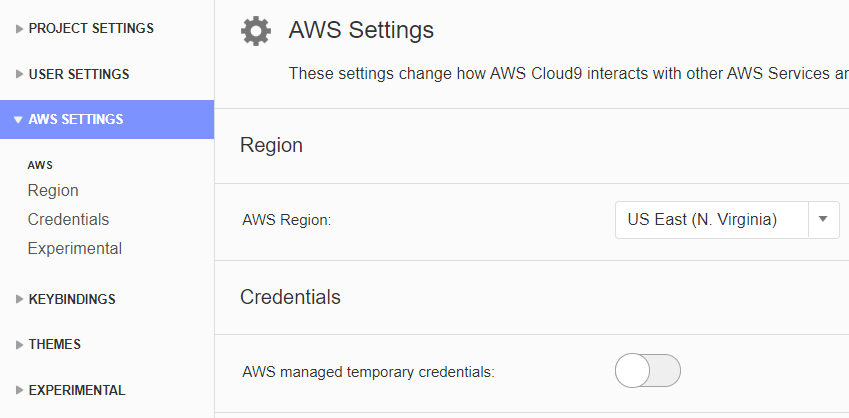 PROJECT SETTINGS
USER SETTINGS
AWS SETTINGS
AWS
Region
Credentials
Experimental
KEYBINDINGS
THEMES
EXPERIMENTAL
AWS Settings
These settings change how AWS Cloud9 interacts with other AWS Services
Region
AWS Region:
US East (N. Virginia)
Credentials
AWS managed temporary credentials: